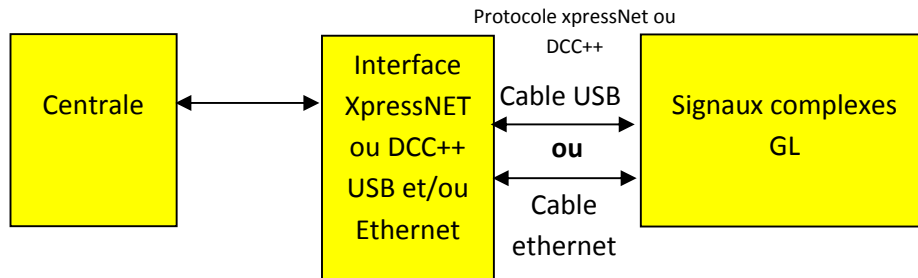 Protocole xpressNet ou
DCC++
Centrale
Interface
XpressNET
ou DCC++
USB et/ou
Ethernet
Cable USB
ou
Cable
ethernet
Signaux complexes
GL